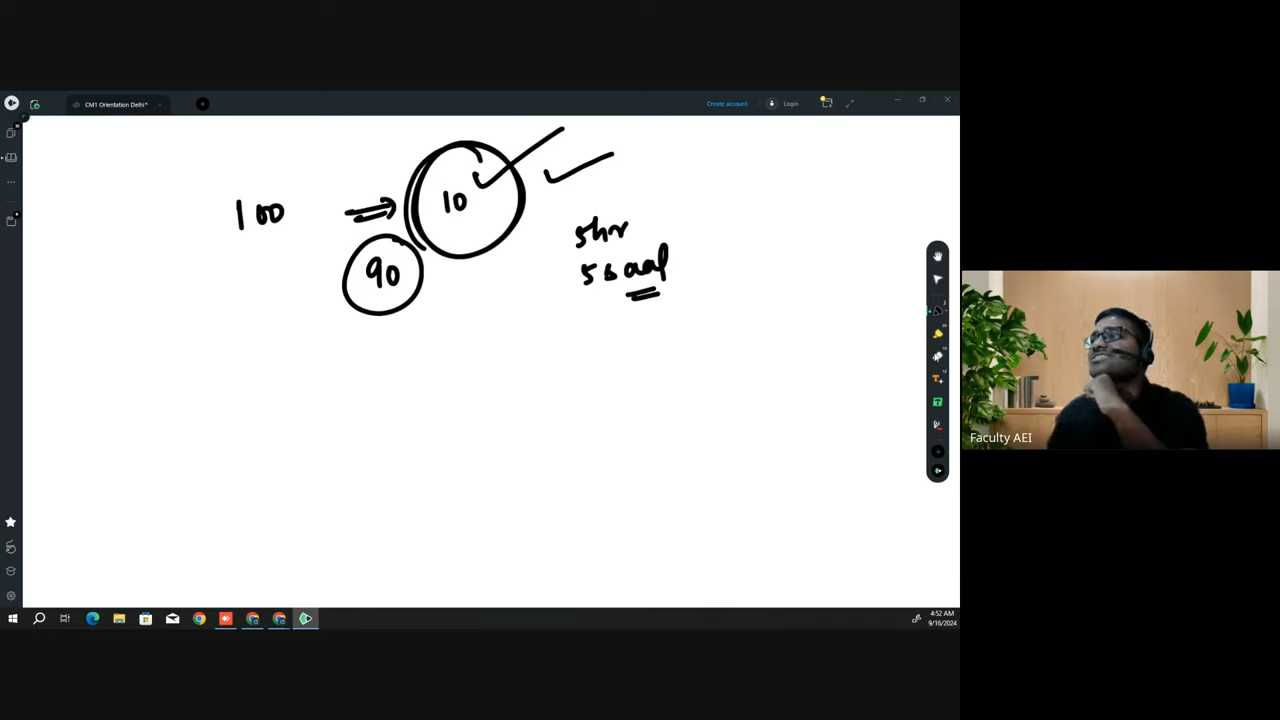 CM1 Orientation Delhi*
Create account
Login
100
10
90
5hr
5 saal
Faculty AEI
4:52 AM
9/16/2024